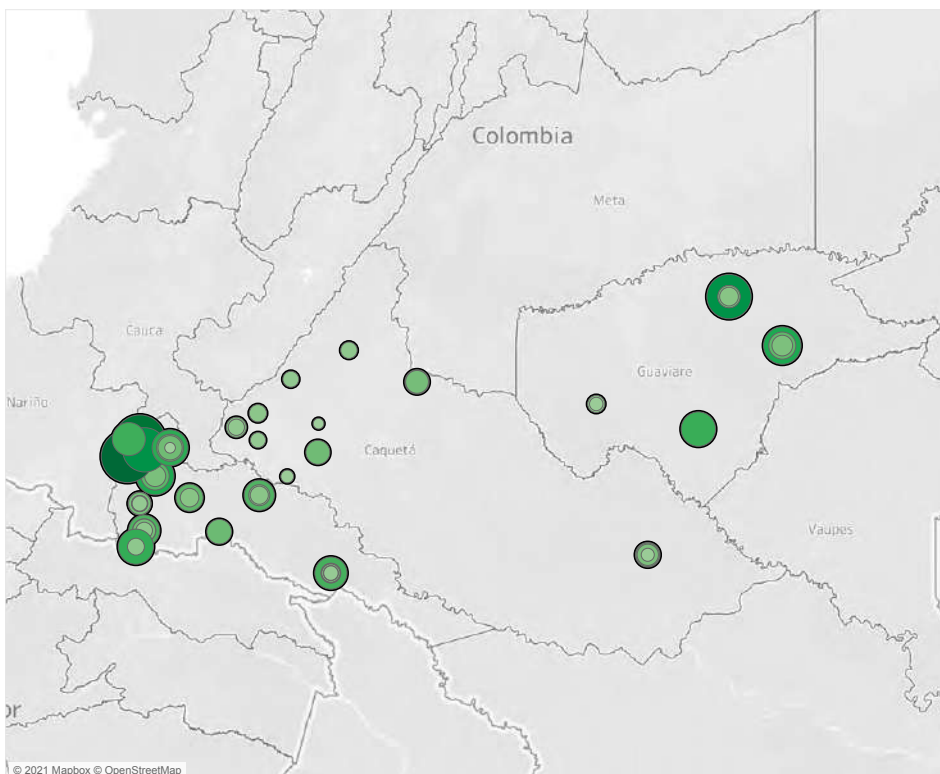 Colombia
Meta
Cauca
Guaviare
Nariño
Caquetá
Vaupes
or
© 2021 Mapbox © OpenStreetMap